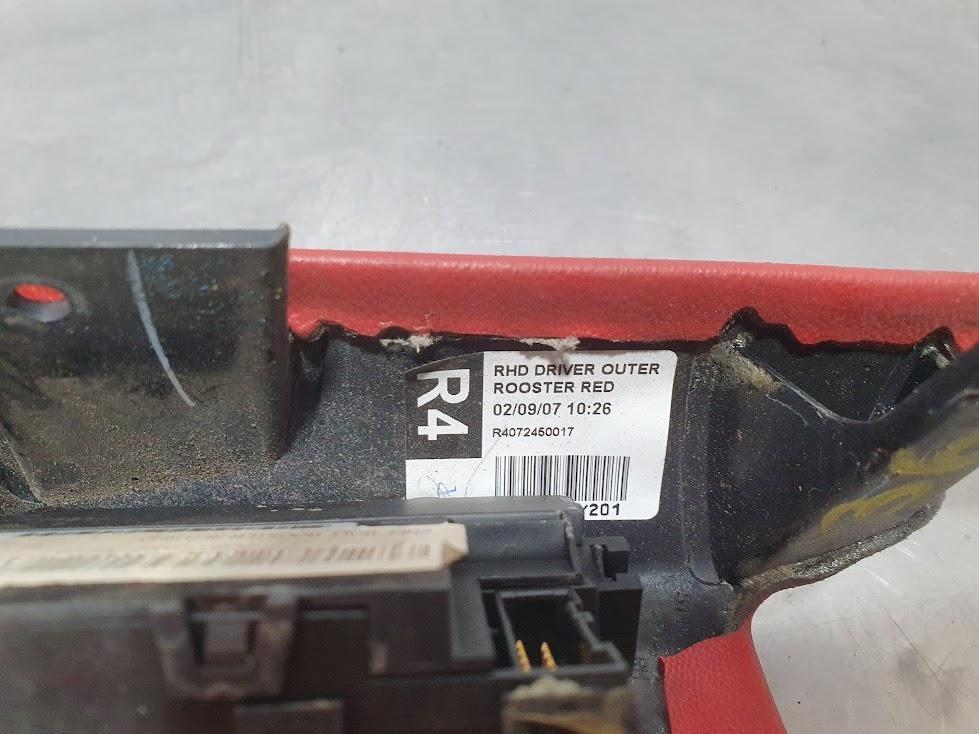 R4
RHD DRIVER OUTER
ROOSTER RED
02/09/07 10:26
R4072450017
Y201